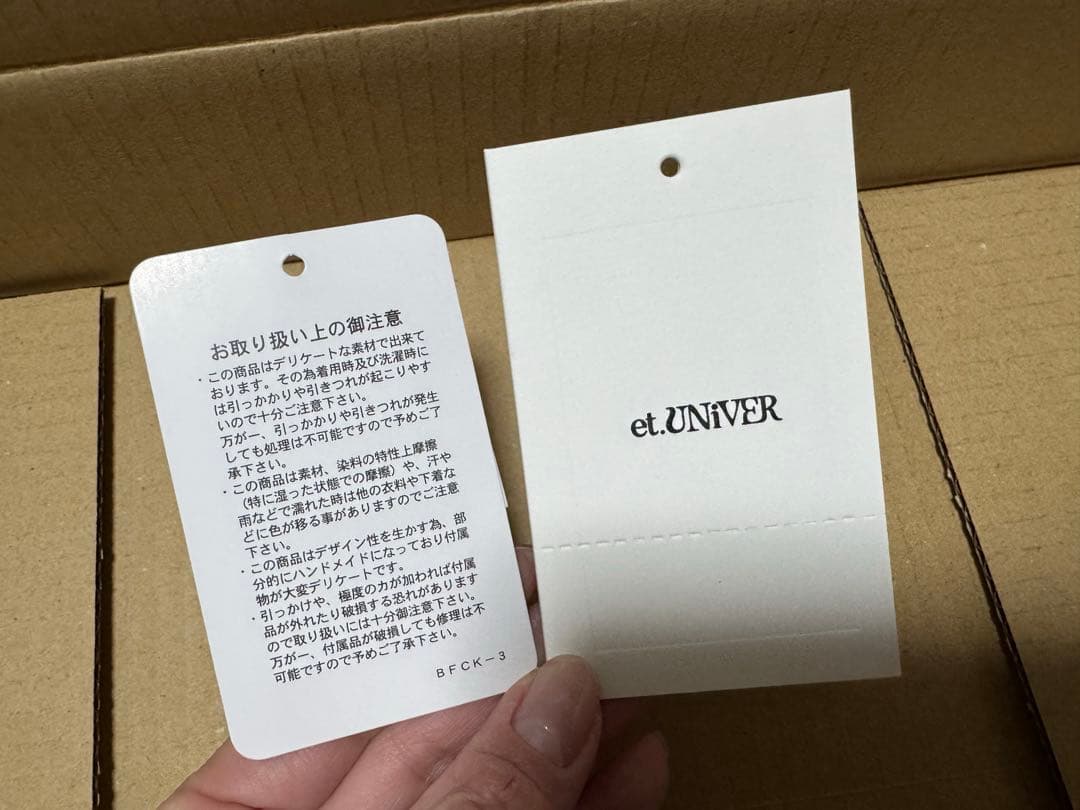 お取り扱い上の御注意
・この商品はデリケートな素材で出来て
おります。その為着用時及び洗濯時に
は引っかかりや引きつれが起こりやす
いので十分ご注意下さい。
万が一、引っかかりや引きつれが発生
しても処理は不可能ですので予めご了
承下さい。
・この商品は素材、染料の特性上摩擦
（特に湿った状態での摩擦）や、汗や
雨などで濡れた時は他の衣料や下着な
どに色が移る事がありますのでご注意
下さい。
・この商品はデザイン性を生かす為、部
分的にハンドメイドになっており付属
物が大変デリケートです。
・引っかけや、極度の力が加われば付属
品が外れたり破損する恐れがあります
ので取り扱いには十分御注意下さい。
万が一、付属品が破損しても修理は不
可能ですので予めご了承下さい。
BFCK－3
et.UNiVER